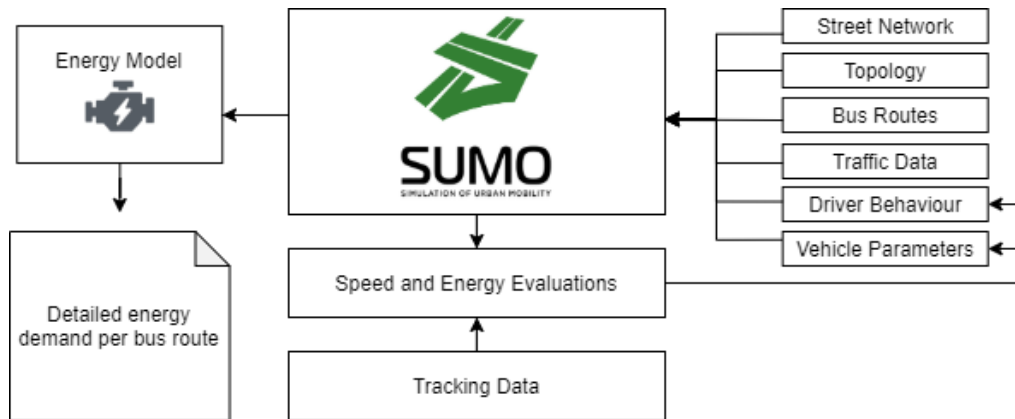 Energy Model
SUMO
SIMULATION OF URBAN MOBILITY
Street Network
Topology
Bus Routes
Traffic Data
Driver Behaviour
Vehicle Parameters
Speed and Energy Evaluations
Detailed energy
demand per bus route
Tracking Data